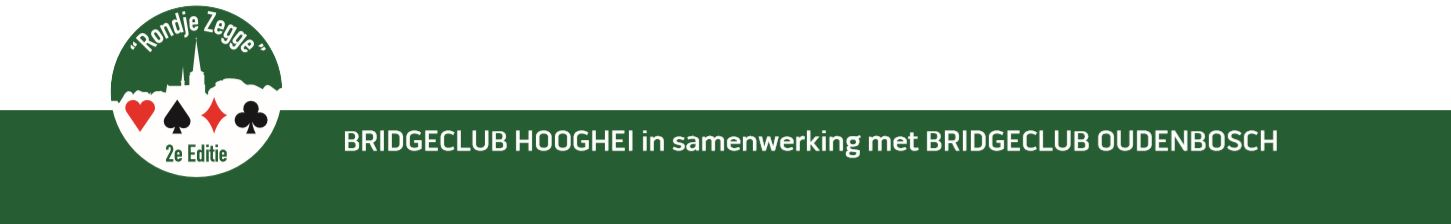 "Rondje Zegge"
2e Editie
BRIDGECLUB HOOGHEI in samenwerking met BRIDGECLUB OUDENBOSCH